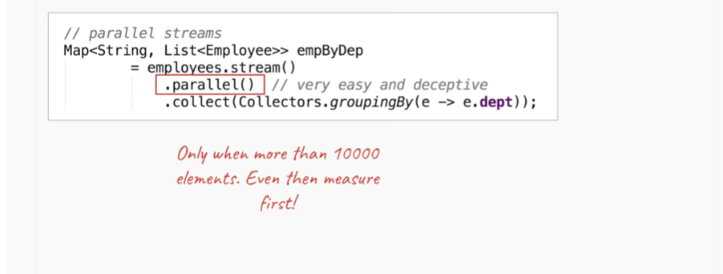 // parallel streams
Map<String, List<Employee>> empByDep
= employees.stream()
.parallel() // very easy and deceptive
.collect(Collectors.groupingBy(e -> e.dept));
Only when more than 10000
elements. Even then measure
first!